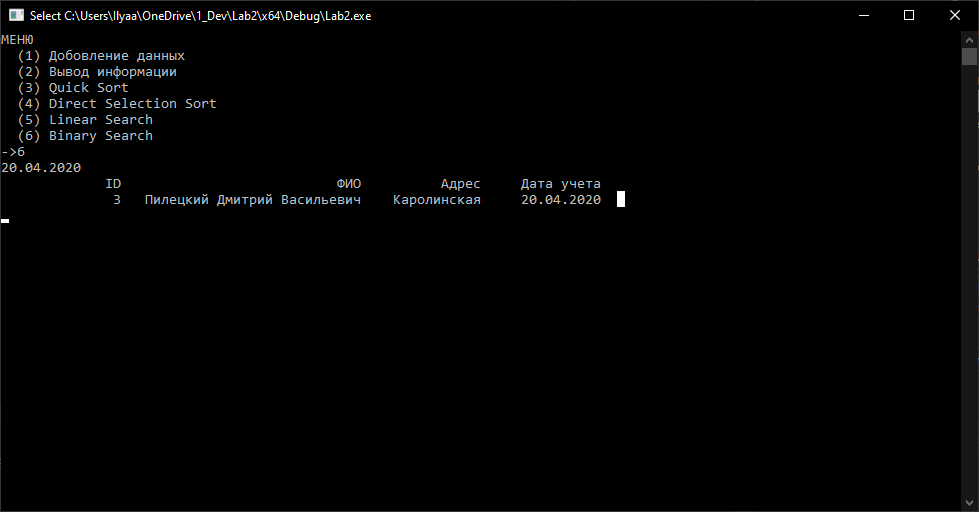 Select C:\Users\Ilyaa\OneDrive\1_Dev\Lab2\x64\Debug\Lab2.exe
МЕНЮ
(1) Добовление данных
(2) Вывод информации
(3) Quick Sort
(4) Direct Selection Sort
(5) Linear Search
(6) Binary Search
->6
20.04.2020
ID ФИО Адрес Дата учета
3 Пилецкий Дмитрий Васильевич Каролинская 20.04.2020